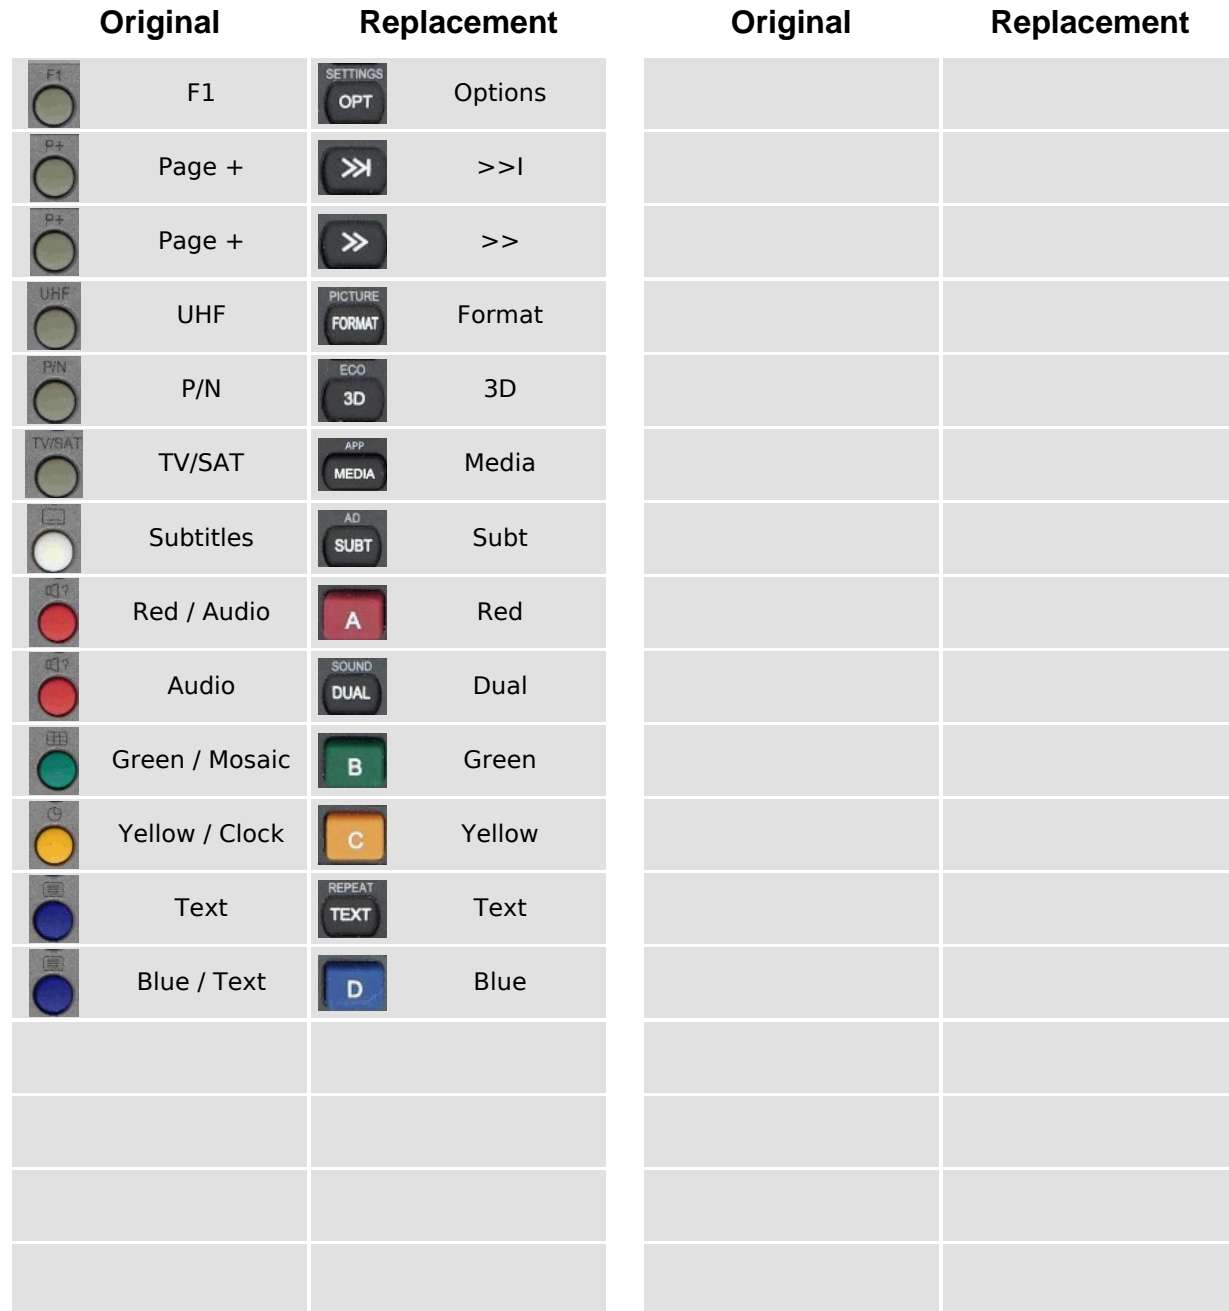 Original Replacement Original Replacement
F1 F1 SETTINGS OPT Options
P+ Page + >>I
P+ Page + >>
UHF UHF PICTURE FORMAT Format
P/N P/N ECO 3D 3D
TV/SAT TV/SAT APP MEDIA Media
Subtitles AD SUBT Subt
? Red / Audio A Red
? Audio SOUND DUAL Dual
Green / Mosaic B Green
Yellow / Clock C Yellow
Text REPEAT TEXT Text
Blue / Text D Blue